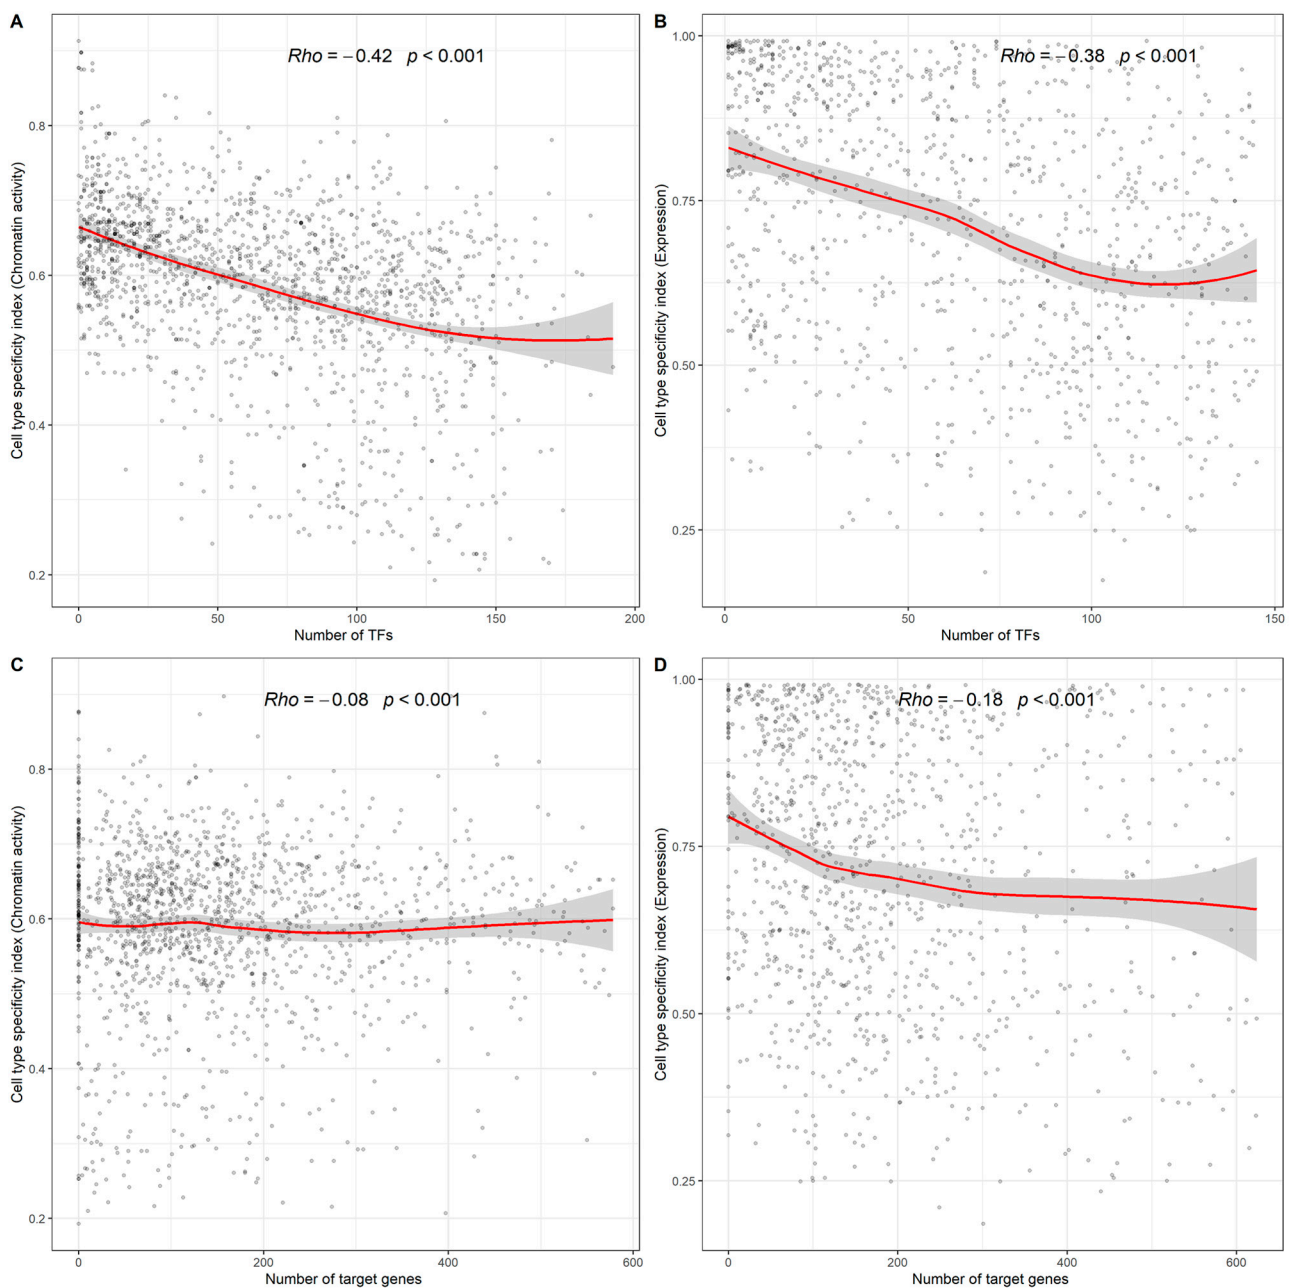 A
Rho = −0.42 p < 0.001
Cell type specificity index (Chromatin activity)
0.8
0.6
0.4
0.2
0 50 100 150 200
Number of TFs
B
Rho = −0.38 p < 0.001
Cell type specificity index (Expression)
1.00
0.75
0.50
0.25
0 50 100 150
Number of TFs
C
Rho = −0.08 p < 0.001
Cell type specificity index (Chromatin activity)
0.8
0.6
0.4
0.2
0 200 400 600
Number of target genes
D
Rho = −0.18 p < 0.001
Cell type specificity index (Expression)
1.00
0.75
0.50
0.25
0 200 400 600
Number of target genes